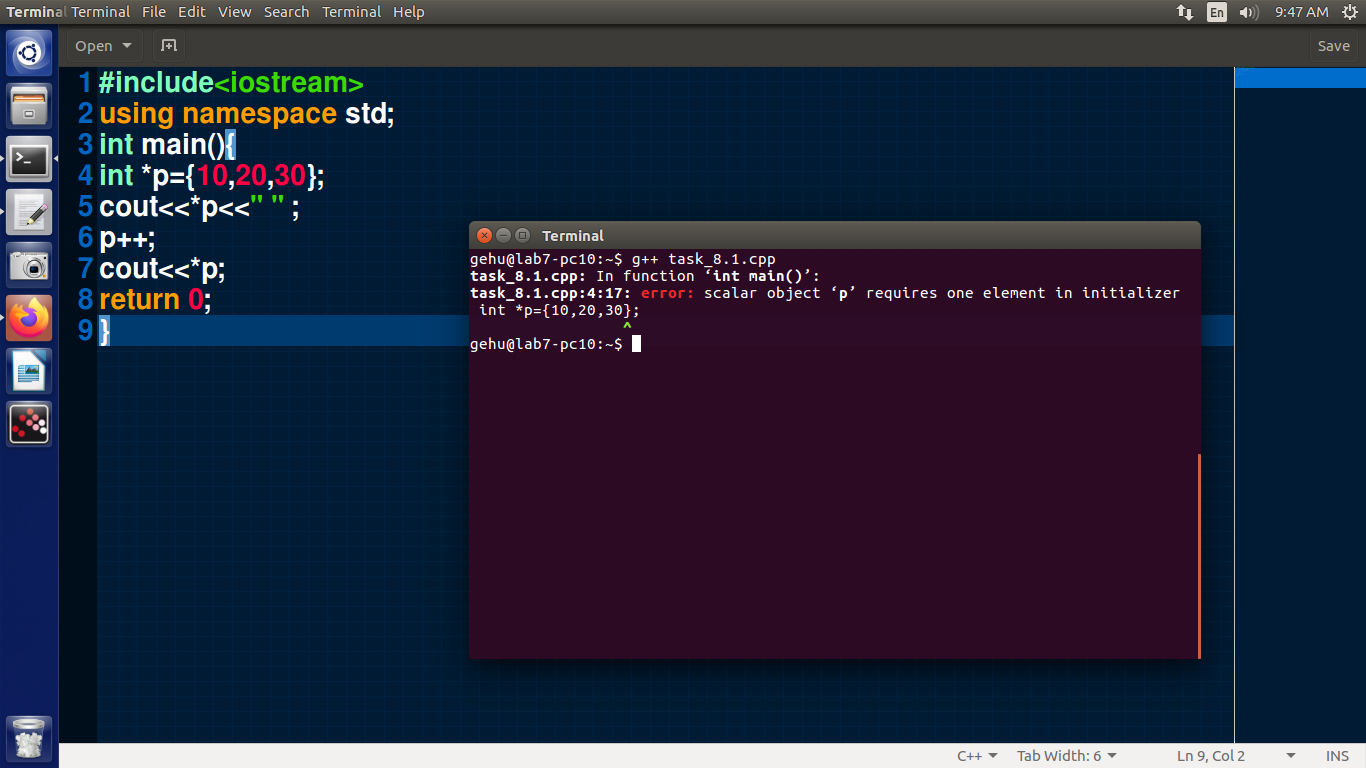 Terminal Terminal File Edit View Search Terminal Help En 9:47 AM
Open Save
1 #include<iostream>
2 using namespace std;
3 int main(){
4 int *p={10,20,30};
5 cout<<*p<<" " ;
6 p++;
7 cout<<*p;
8 return 0;
9 }
Terminal
gehu@lab7-pc10:~$ g++ task_8.1.cpp
task_8.1.cpp: In function ‘int main()’:
task_8.1.cpp:4:17: error: scalar object ‘p’ requires one element in initializer
 int *p={10,20,30};
                 ^
gehu@lab7-pc10:~$
C++ Tab Width: 6 Ln 9, Col 2 INS